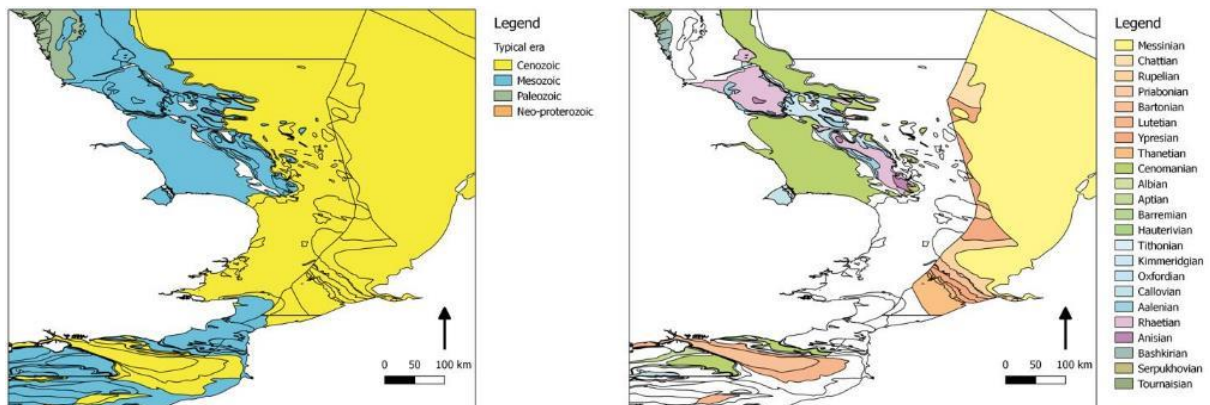 Legend
Typical era
Cenozoic
Mesozoic
Paleozoic
Neo-proterozoic
0 50 100 km
Legend
Messinian
Chattian
Rupelian
Priabonian
Bartonian
Lutetian
Ypresian
Thanetian
Cenomanian
Albian
Aptian
Barremian
Hauterivian
Tithonian
Kimmeridgian
Oxfordian
Callovian
Aalenian
Rhaetian
Anisian
Bashkirian
Serpukhovian
Tournaisian
0 50 100 km